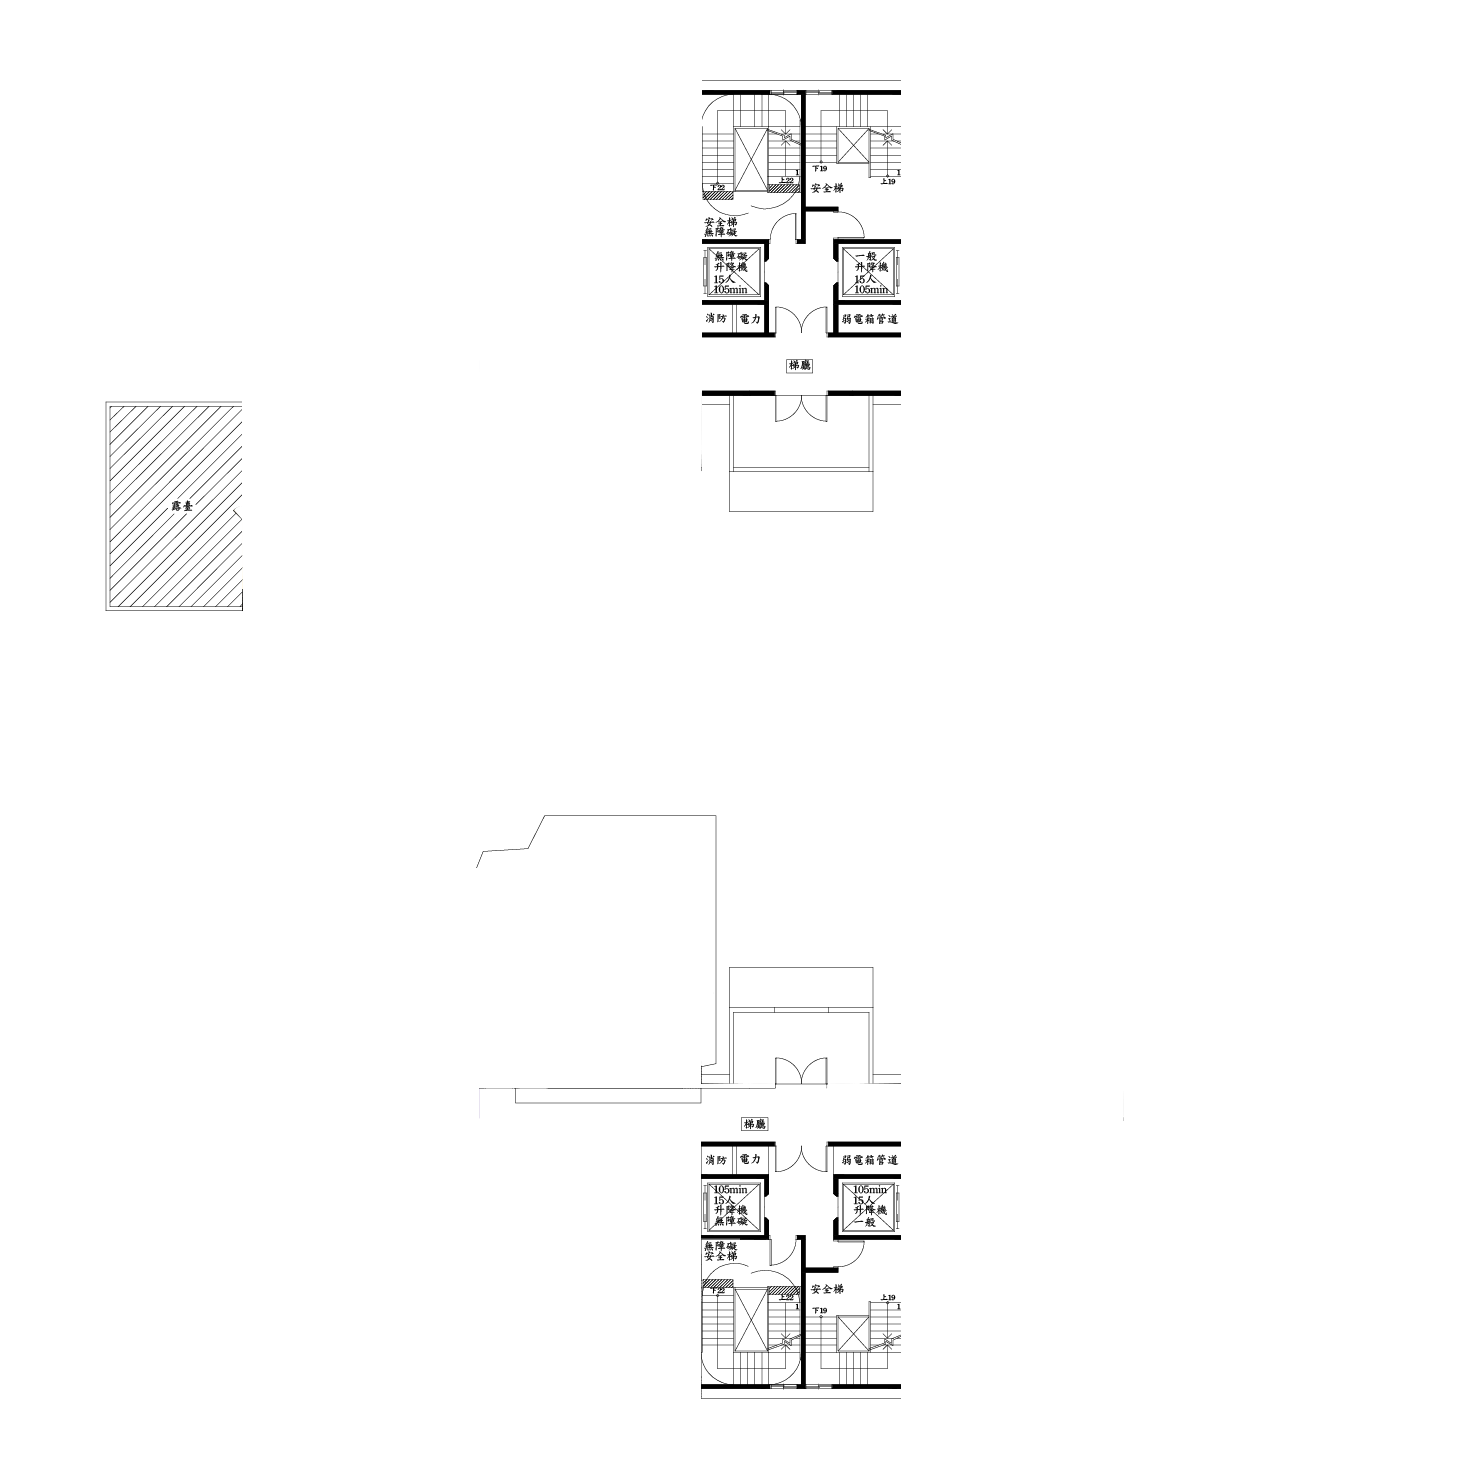 下19
1
上22
下22
上19
1
安全梯
安全梯
無障礙
無障礙
升降機
15人
105min
一般
升降機
15人
105min
消防
電力
弱電箱管道
梯廳
露臺
梯廳
消防
電力
弱電箱管道
105min
15人
升降機
無障礙
105min
15人
升降機
一般
無障礙
安全梯
安全梯
下22
上22
1
下19
上19
1